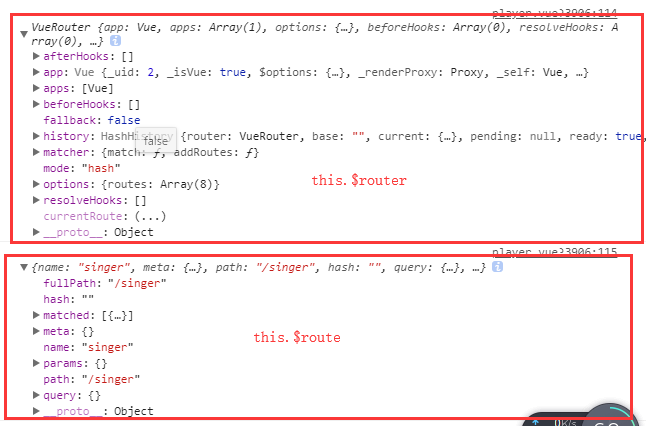 player.vue?3906:114
VueRouter {app: Vue, apps: Array(1), options: {…}, beforeHooks: Array(0), resolveHooks: A
rray(0), …}
afterHooks: []
app: Vue {_uid: 2, _isVue: true, $options: {…}, _renderProxy: Proxy, _self: Vue, …}
apps: [Vue]
beforeHooks: []
fallback: false
history: HashHistory {router: VueRouter, base: "", current: {…}, pending: null, ready: true,
false
matcher: {match: ƒ, addRoutes: ƒ}
mode: "hash"
options: {routes: Array(8)}
this.$router
resolveHooks: []
currentRoute: (...)
__proto__: Object
player.vue?3906:115
{name: "singer", meta: {…}, path: "/singer", hash: "", query: {…}, …}
fullPath: "/singer"
hash: ""
matched: [{…}]
meta: {}
this.$route
name: "singer"
params: {}
path: "/singer"
query: {}
__proto__: Object
0K/s